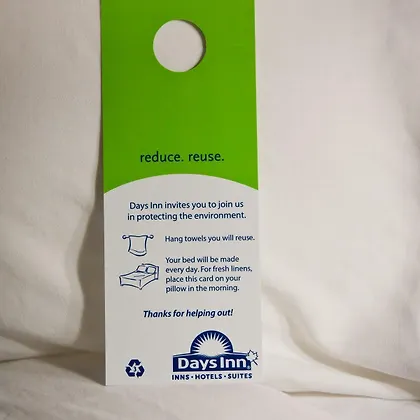 reduce. reuse.
Days Inn invites you to join us
in protecting the environment.
Hang towels you will reuse.
Your bed will be made
every day. For fresh linens,
place this card on your
pillow in the morning.
Thanks for helping out!
Days Inn
INNS • HOTELS • SUITES